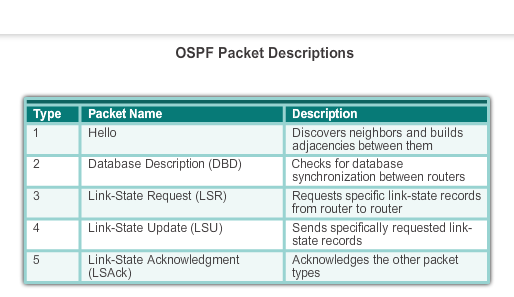 OSPF Packet Descriptions
Type Packet Name Description
1 Hello Discovers neighbors and builds
adjacencies between them
2 Database Description (DBD) Checks for database
synchronization between routers
3 Link-State Request (LSR) Requests specific link-state records
from router to router
4 Link-State Update (LSU) Sends specifically requested link-
state records
5 Link-State Acknowledgment Acknowledges the other packet
(LSAck) types